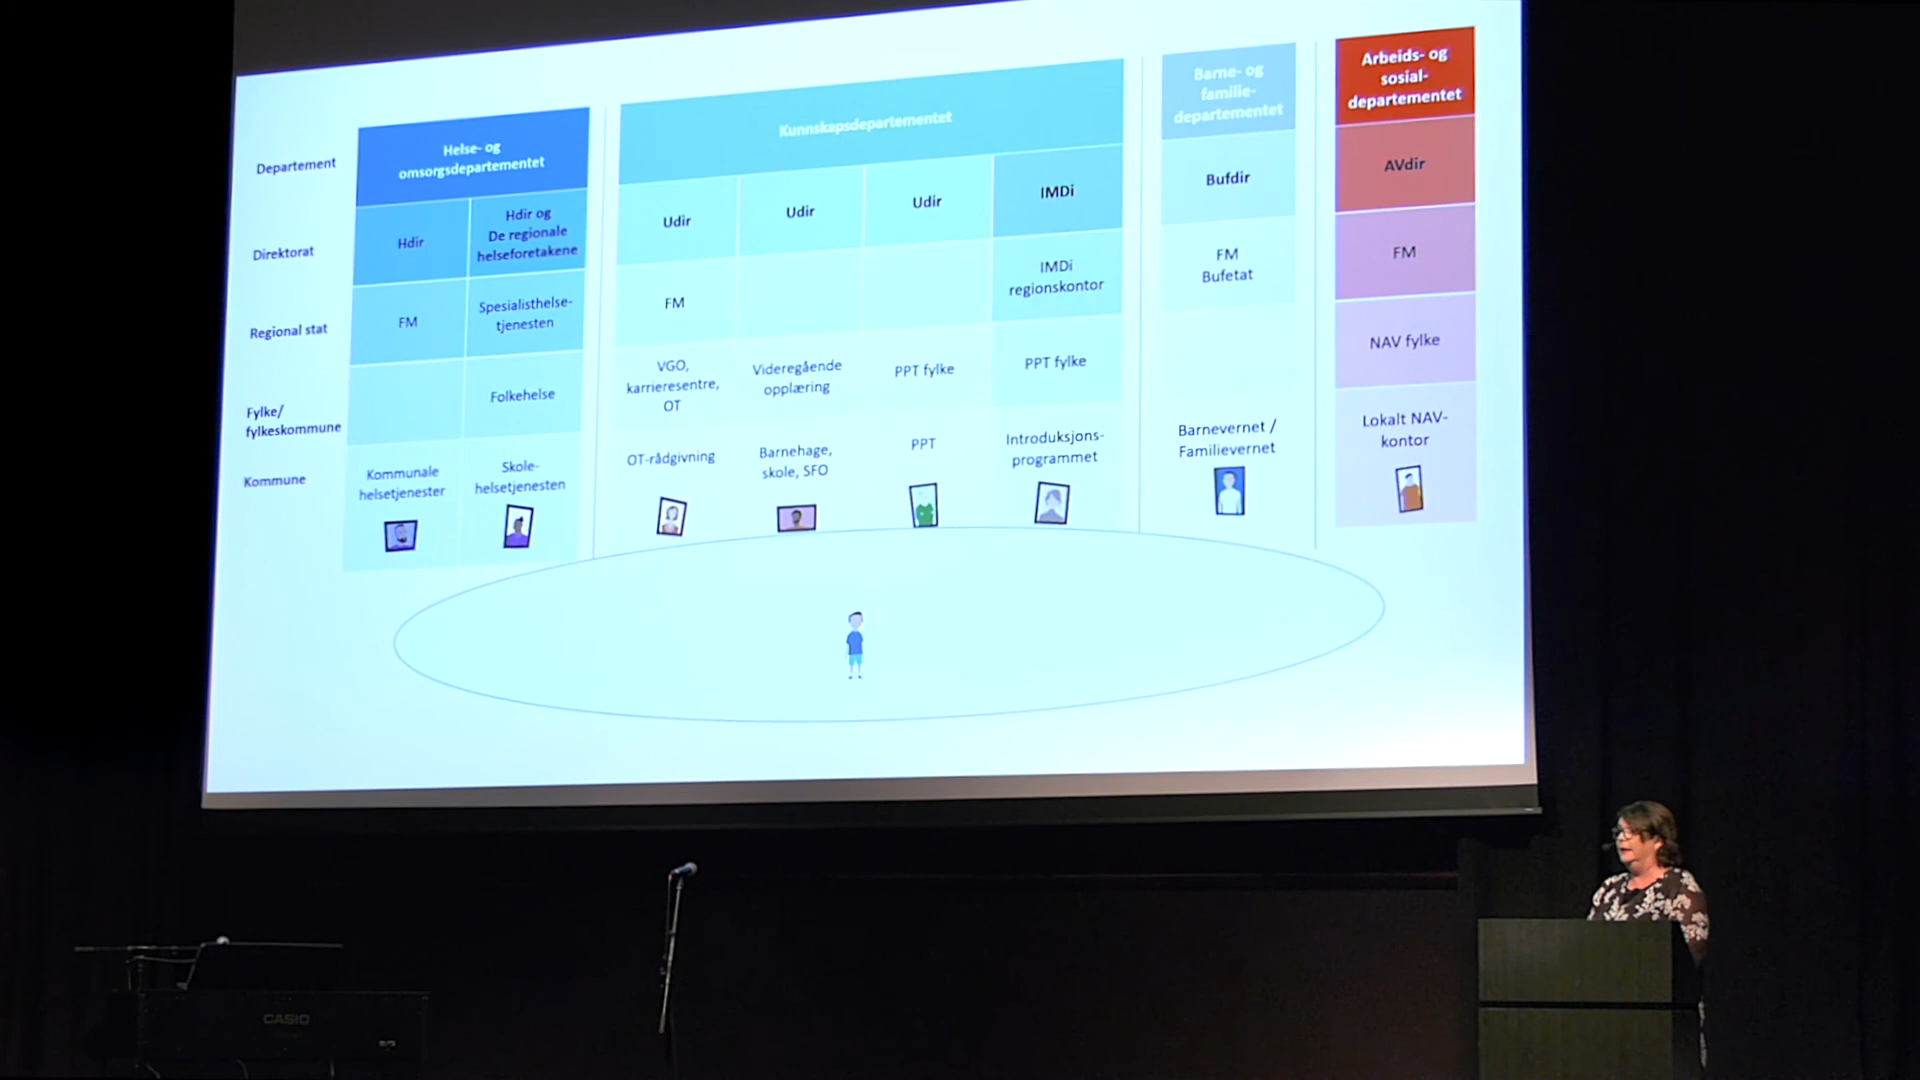 Departement
Helse- og
omsorgsdepartementet
Kunnskapsdepartementet
Barne- og
familie-
departementet
Arbeids- og
sosial-
departementet
Direktorat
Hdir
Hdir og
De regionale
helseforetakene
Udir
Udir
Udir
IMDi
Bufdir
AVdir
Regional stat
FM
Spesialisthelse-
tjenesten
FM
IMDi
regionskontor
FM
Bufetat
FM
Fylke/
fylkeskommune
Folkehelse
VGO,
karrieresentre,
OT
Videregående
opplæring
PPT fylke
PPT fylke
NAV fylke
Kommune
Kommunale
helsetjenester
Skole-
helsetjenesten
OT-rådgivning
Barnehage,
skole, SFO
PPT
Introduksjons-
programmet
Barnevernet /
Familievernet
Lokalt NAV-
kontor
CASIO